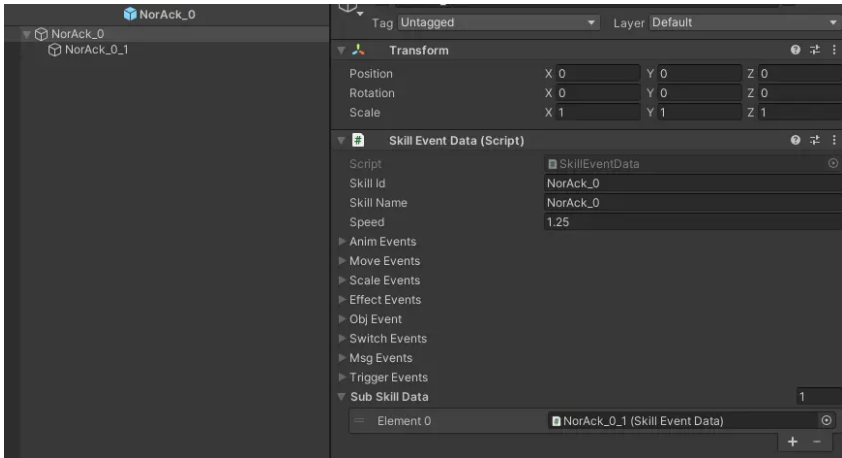 NorAck_0
NorAck_0
NorAck_0_1
Tag Untagged Layer Default
Transform
Position X 0 Y 0 Z 0
Rotation X 0 Y 0 Z 0
Scale X 1 Y 1 Z 1
# Skill Event Data (Script)
Script SkillEventData
Skill Id NorAck_0
Skill Name NorAck_0
Speed 1.25
Anim Events
Move Events
Scale Events
Effect Events
Obj Event
Switch Events
Msg Events
Trigger Events
Sub Skill Data 1
= Element 0 NorAck_0_1 (Skill Event Data)
+ -